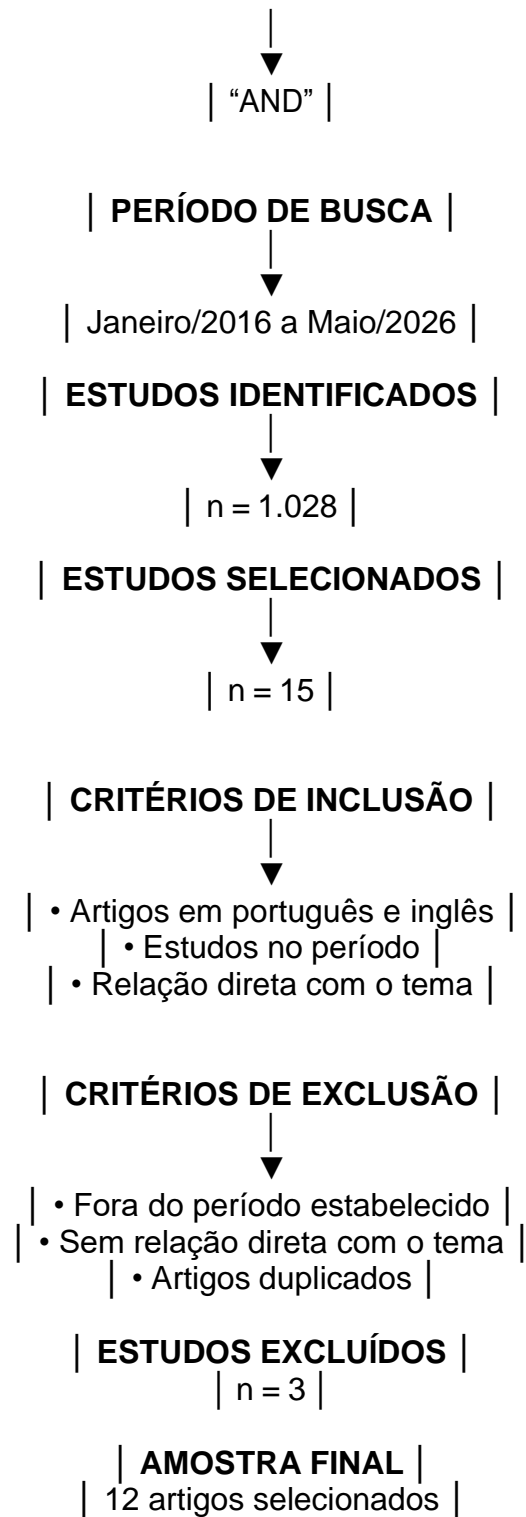 │
▼
│ “AND” │
│ PERÍODO DE BUSCA │
│
▼
│ Janeiro/2016 a Maio/2026 │
│ ESTUDOS IDENTIFICADOS │
│
▼
│ n = 1.028 │
│ ESTUDOS SELECIONADOS │
│
▼
│ n = 15 │
│ CRITÉRIOS DE INCLUSÃO │
│
▼
│ • Artigos em português e inglês │
│ • Estudos no período │
│ • Relação direta com o tema │
│ CRITÉRIOS DE EXCLUSÃO │
│
▼
│ • Fora do período estabelecido │
│ • Sem relação direta com o tema │
│ • Artigos duplicados │
│ ESTUDOS EXCLUÍDOS │
│ n = 3 │
│ AMOSTRA FINAL │
│ 12 artigos selecionados │